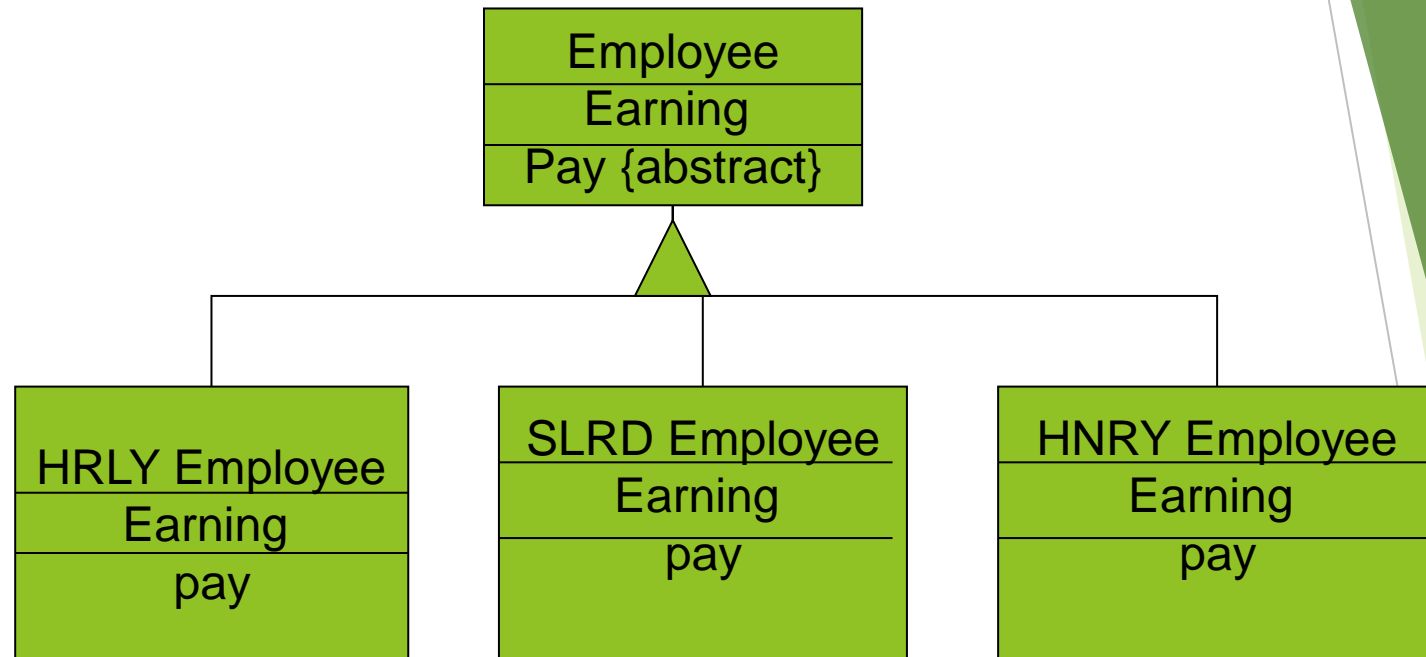 Employee
Earning
Pay {abstract}
HRLY Employee
Earning
pay
SLRD Employee
Earning
pay
HNRY Employee
Earning
pay